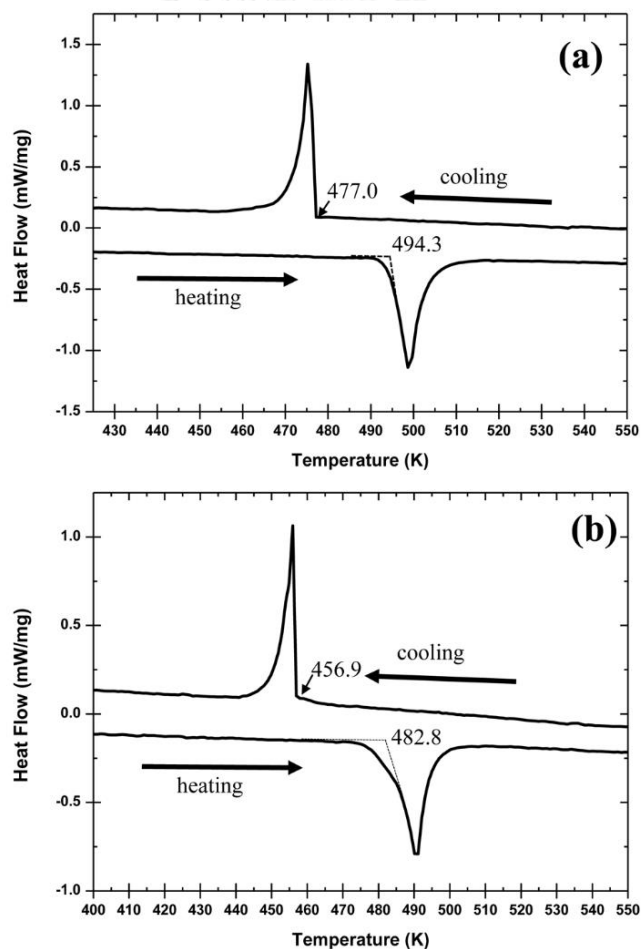 (a)
1.5
1.0
0.5
0.0
-0.5
-1.0
-1.5
Heat Flow (mW/mg)
477.0
cooling
494.3
heating
430 440 450 460 470 480 490 500 510 520 530 540 550
Temperature (K)
(b)
1.0
0.5
0.0
-0.5
-1.0
Heat Flow (mW/mg)
456.9
cooling
482.8
heating
400 410 420 430 440 450 460 470 480 490 500 510 520 530 540 550
Temperature (K)